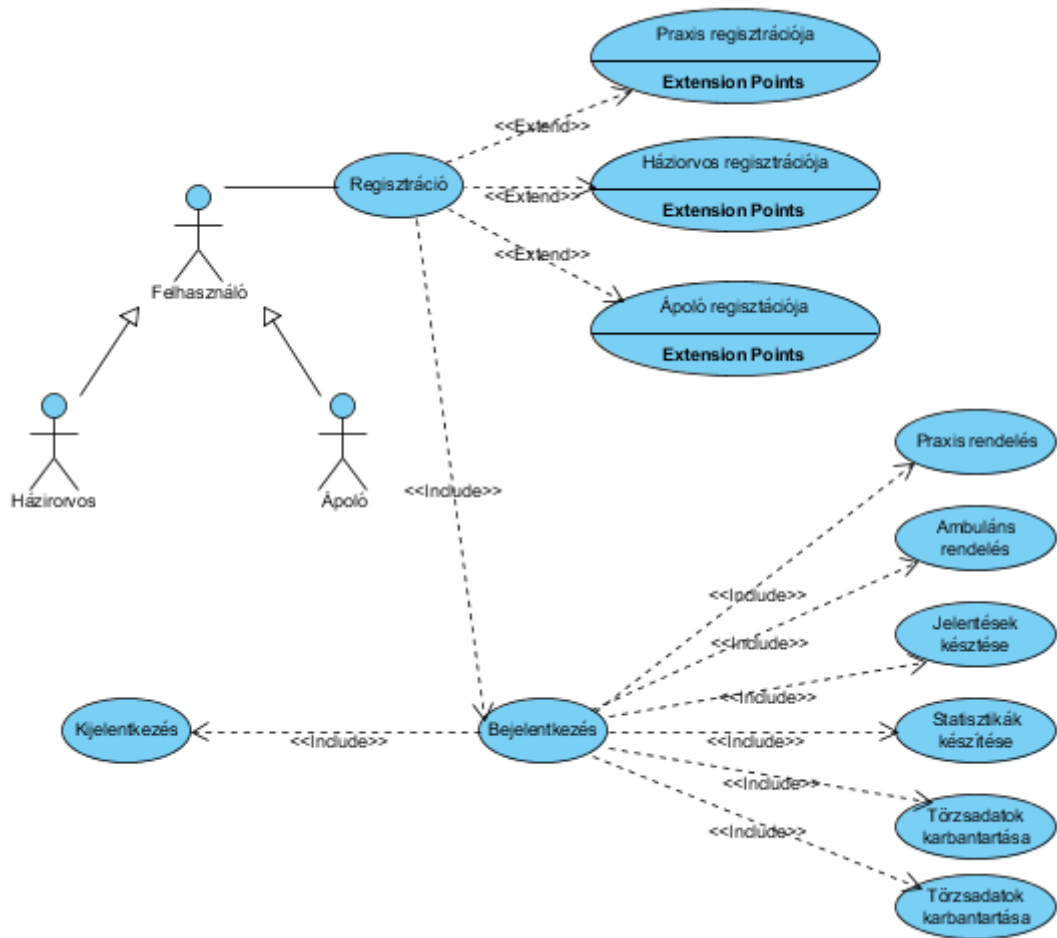 Praxis regisztrációja
Extension Points
<<Extend>>
Regisztráció
Háziorvos regisztrációja
<<Extend>>
Extension Points
<<Extend>>
Felhasználó
Ápoló regisztációja
Extension Points
Házirorvos
Ápoló
<<Include>>
Praxis rendelés
Ambuláns
rendelés
<<Include>>
<<Include>>
Jelentések
késztése
<<Include>>
Kijelentkezés
<<Include>>
Bejelentkezés
<<Include>>
Statisztikák
készítése
<<Include>>
Törzsadatok
karbantartása
<<Include>>
Törzsadatok
karbantartása